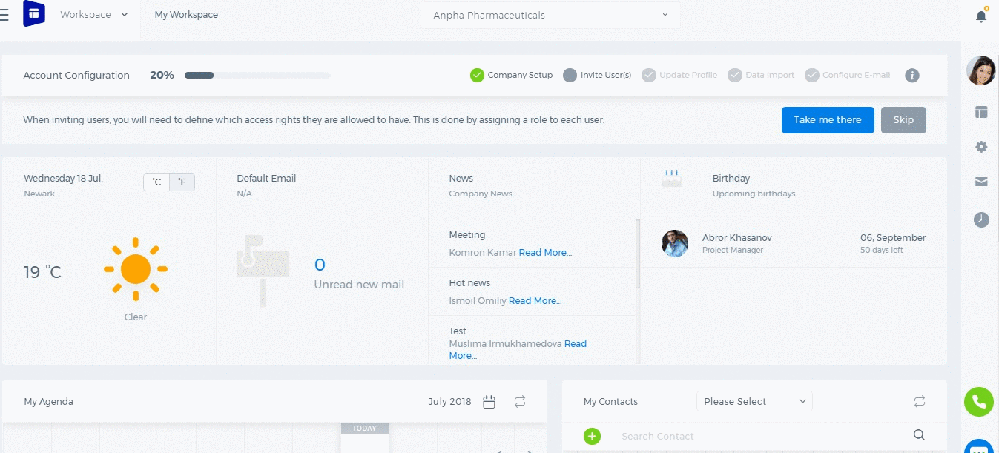 Workspace
My Workspace
Anpha Pharmaceuticals
Account Configuration 20% Company Setup Invite User(s) Update Profile Data Import Configure E-mail i
When inviting users, you will need to define which access rights they are allowed to have. This is done by assigning a role to each user.
Take me there
Skip
Wednesday 18 Jul.
Newark
°C °F
19 °C
Clear
Default Email
N/A
0
Unread new mail
News
Company News
Meeting
Komron Kamar Read More...
Hot news
Ismoil Omiliy Read More...
Test
Muslima Irmukhamedova Read
More...
Birthday
Upcoming birthdays
Abror Khasanov
Project Manager
06, September
50 days left
My Agenda
July 2018
TODAY
My Contacts
Please Select
Search Contact